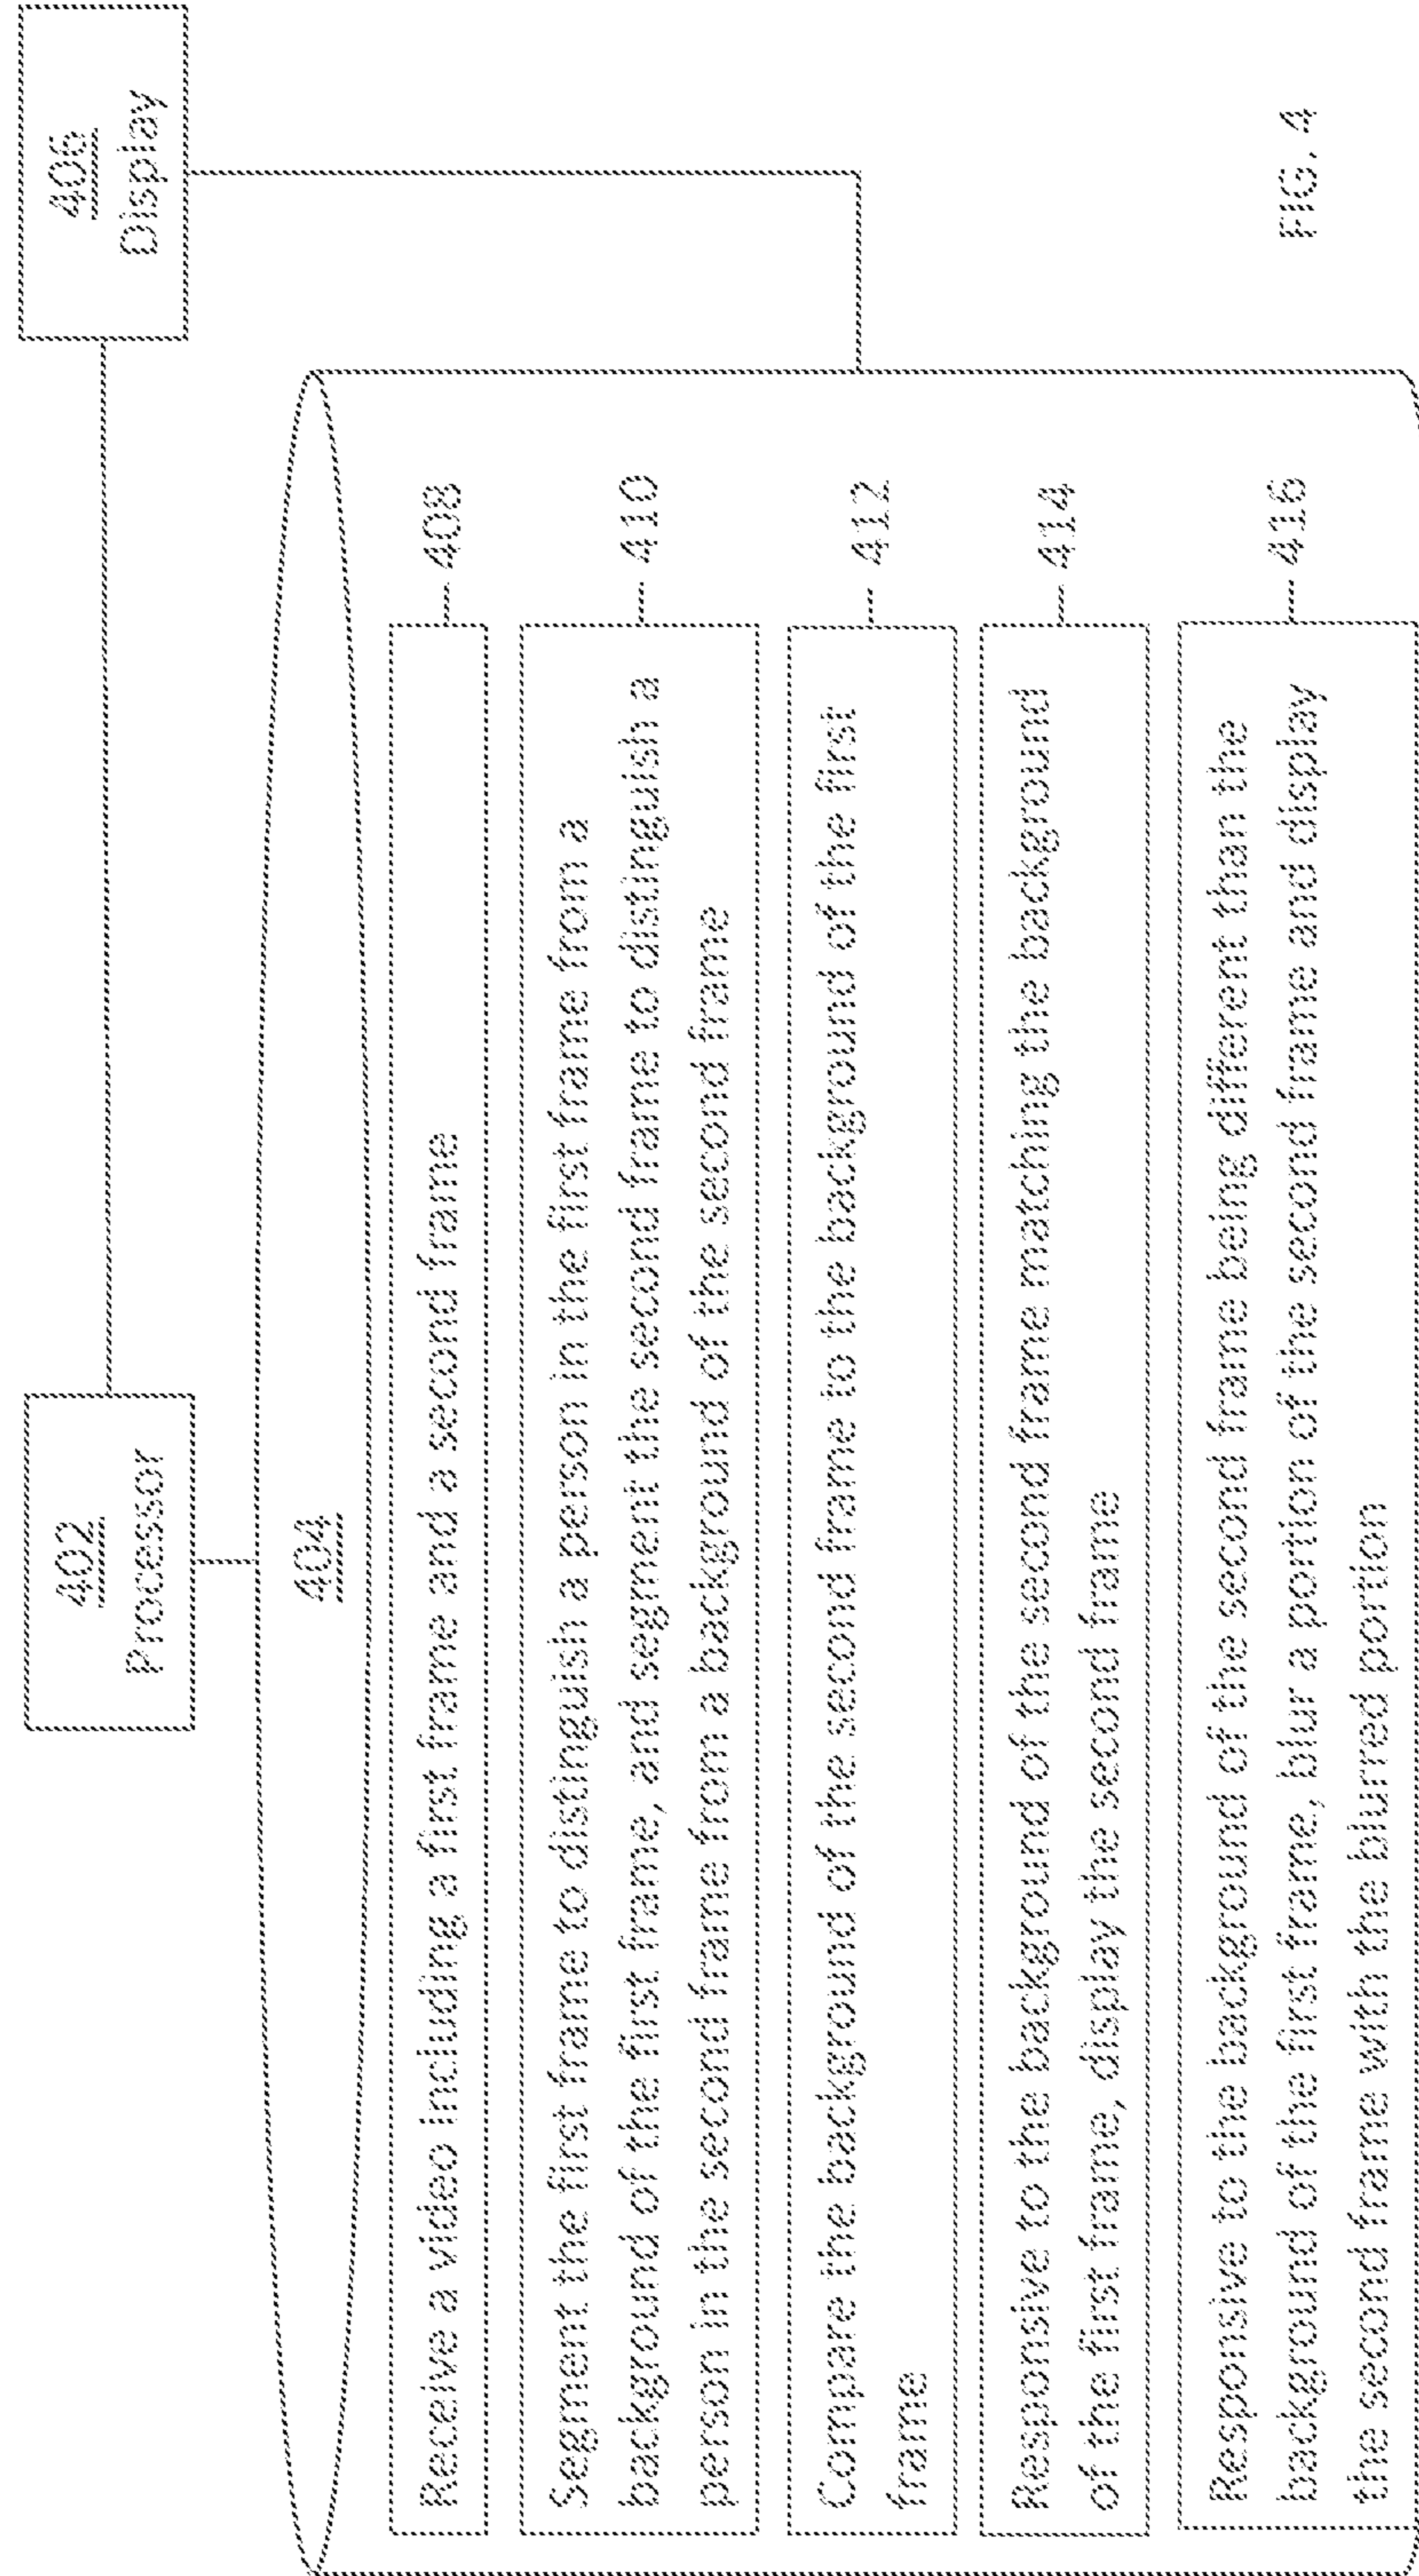 402
Processor
406
Display
404
Receive a video including a first frame and a second frame
408
Segment the first frame to distinguish a person in the first frame from a
background of the first frame, and segment the second frame to distinguish a
person in the second frame from a background of the second frame
410
Compare the background of the second frame to the background of the first
frame
412
Responsive to the background of the second frame matching the background
of the first frame, display the second frame
414
Responsive to the background of the second frame being different than the
background of the first frame, blur a portion of the second frame and display
the second frame with the blurred portion
416
FIG. 4